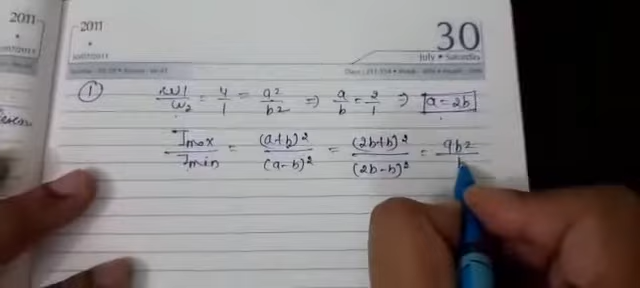 2011
2011
30
July • Saturday
① w1/w2 = 4/1 = a²/b² => a/b = 2/1 => a = 2b
Imax/Imin = (a+b)²/(a-b)² = (2b+b)²/(2b-b)² = 9b²/b